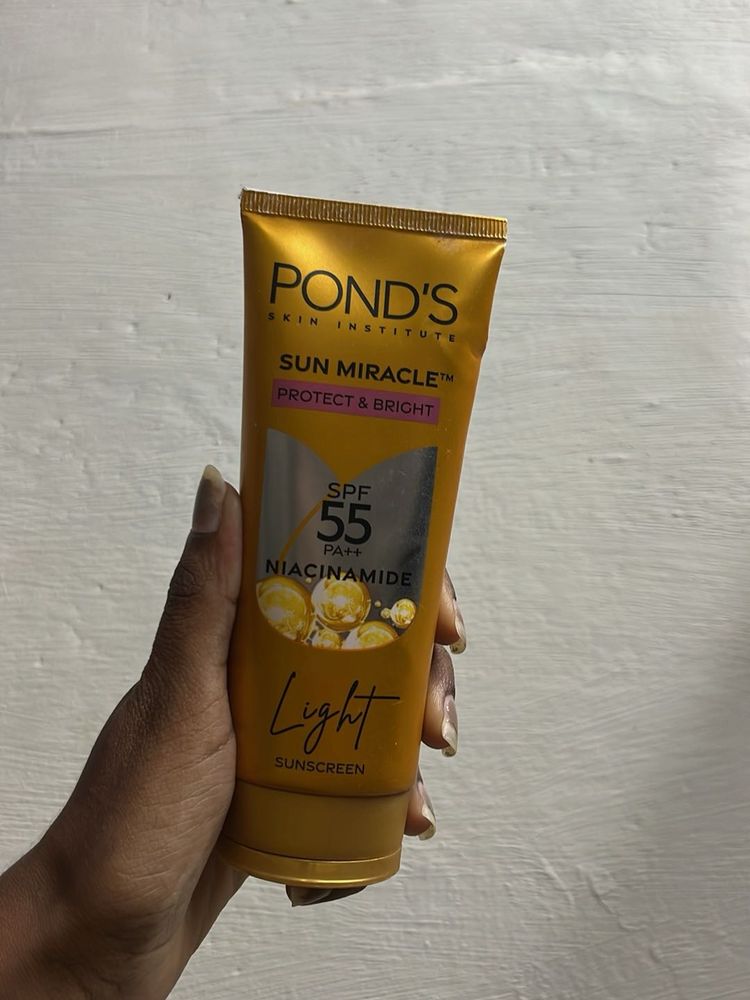 POND'S
SKIN INSTITUTE
SUN MIRACLE™
PROTECT & BRIGHT
SPF
55
PA++
NIACINAMIDE
Light
SUNSCREEN